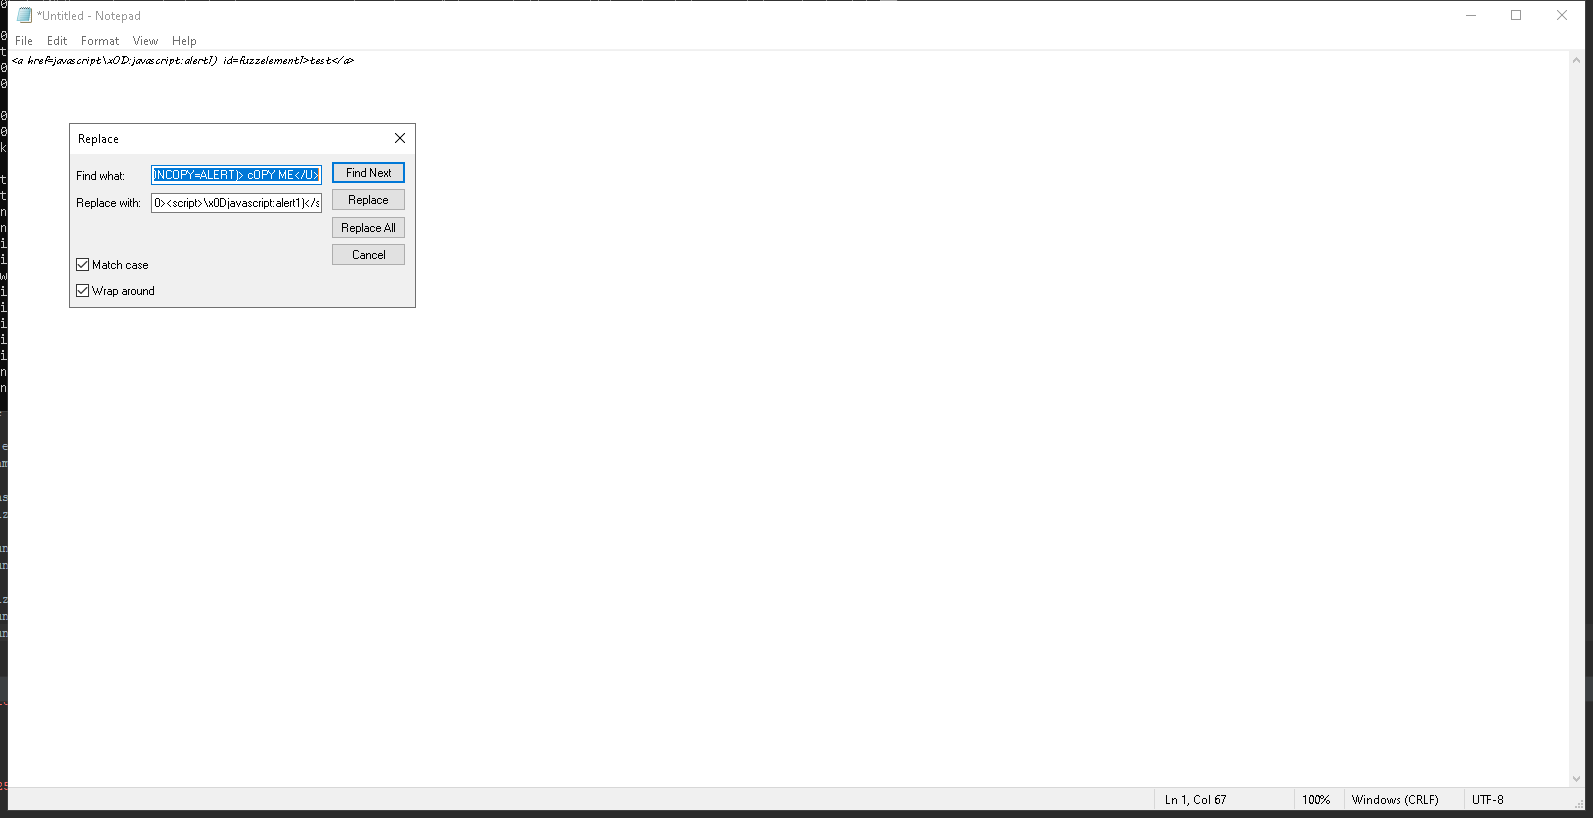 *Untitled - Notepad
File Edit Format View Help
<a href=javascript\x0D:javascript:alert1) id=fuzzelement1>test</a>
Replace
Find what: )NCOPY=ALERT)> cOPY ME</U> Find Next
Replace with: 0><script>\x0Djavascript:alert1)</s Replace
Replace All
Cancel
Match case
Wrap around
Ln 1, Col 67 100% Windows (CRLF) UTF-8